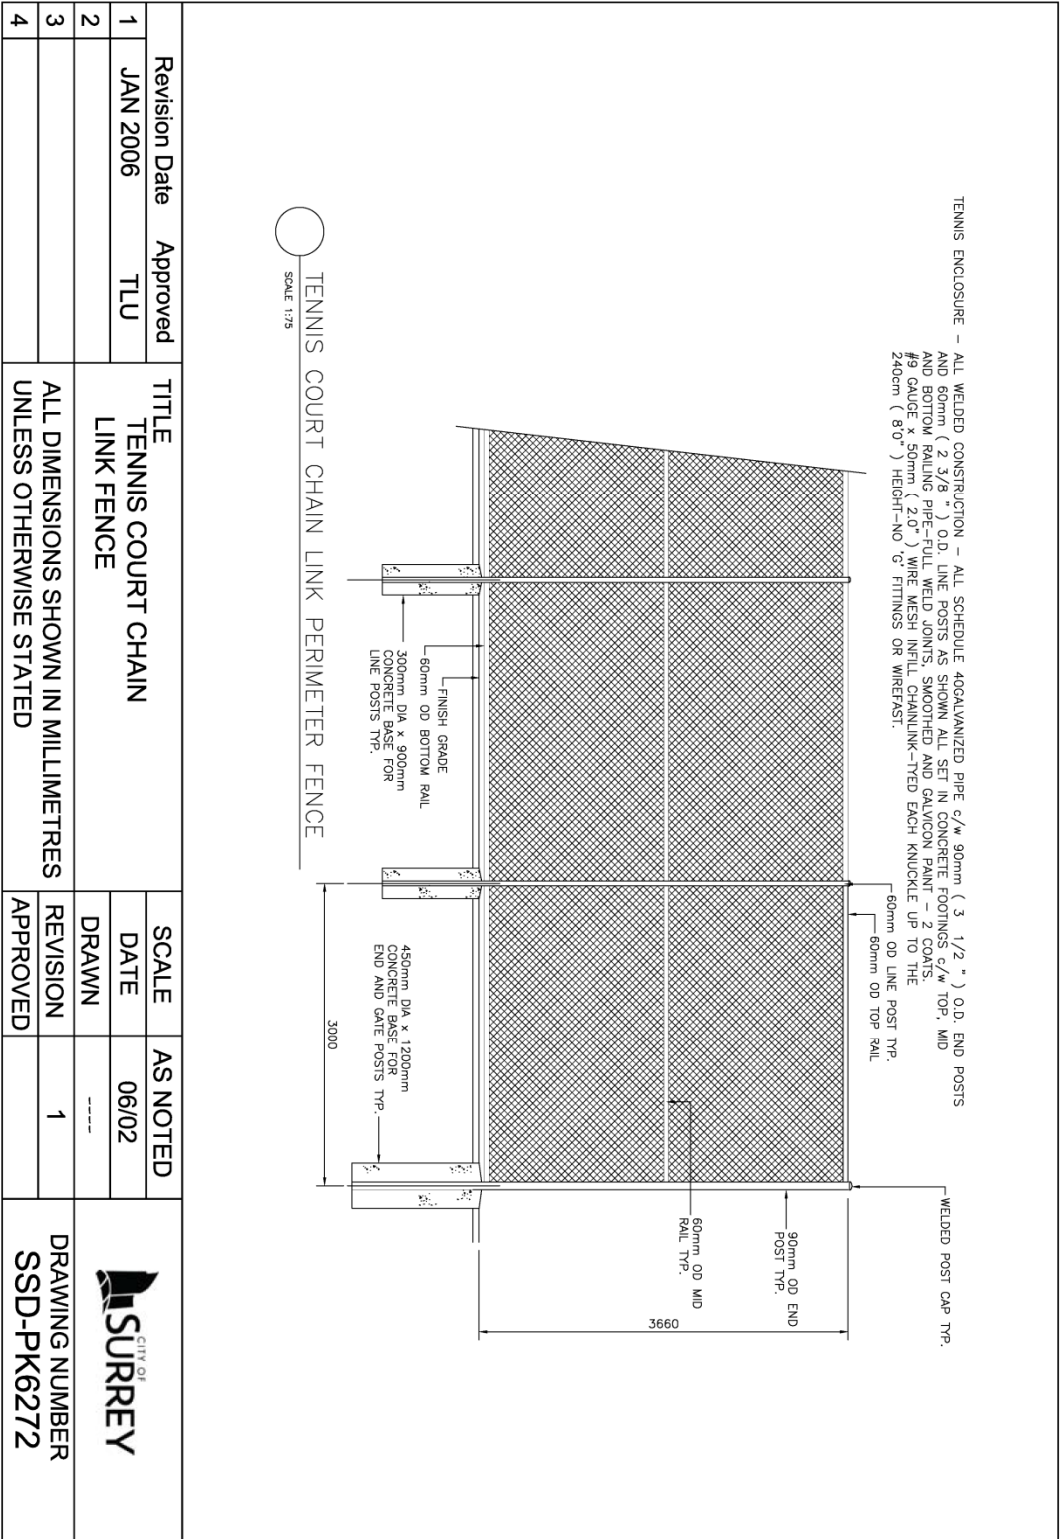 TENNIS ENCLOSURE - ALL WELDED CONSTRUCTION - ALL SCHEDULE 40GALVANIZED PIPE c/w 90mm ( 3 1/2 " ) O.D. END POSTS
AND 60mm ( 2 3/8 " ) O.D. LINE POSTS AS SHOWN ALL SET IN CONCRETE FOOTINGS c/w TOP, MID
AND BOTTOM RAILING PIPE-FULL WELD JOINTS, SMOOTHED AND GALVICON PAINT - 2 COATS.
#9 GAUGE x 50mm ( 2.0" ) WIRE MESH INFILL CHAINLINK-TYED EACH KNUCKLE UP TO THE
240cm ( 8'0" ) HEIGHT-NO 'G' FITTINGS OR WIREFAST.
60mm OD LINE POST TYP.
60mm OD TOP RAIL
WELDED POST CAP TYP.
90mm OD END
POST TYP.
60mm OD MID
RAIL TYP.
3660
FINISH GRADE
60mm OD BOTTOM RAIL
300mm DIA x 900mm
CONCRETE BASE FOR
LINE POSTS TYP.
450mm DIA x 1200mm
CONCRETE BASE FOR
END AND GATE POSTS TYP.
3000
TENNIS COURT CHAIN LINK PERIMETER FENCE
SCALE 1:75
Revision Date Approved
1 JAN 2006 TLU
2
3
4
TITLE
TENNIS COURT CHAIN
LINK FENCE
ALL DIMENSIONS SHOWN IN MILLIMETRES
UNLESS OTHERWISE STATED
SCALE AS NOTED
DATE 06/02
DRAWN ----
REVISION 1
APPROVED
CITY OF
SURREY
DRAWING NUMBER
SSD-PK6272